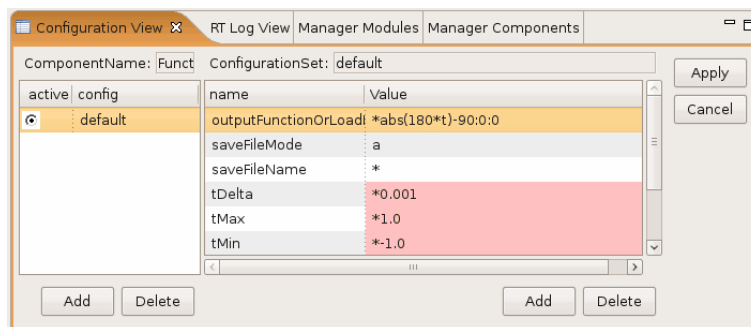 Configuration View RT Log View Manager Modules Manager Components
ComponentName: Funct ConfigurationSet: default
Apply
Cancel
active config name Value
default outputFunctionOrLoadi *abs(180*t)-90:0:0
saveFileMode a
saveFileName *
tDelta *0.001
tMax *1.0
tMin *-1.0
Add Delete Add Delete